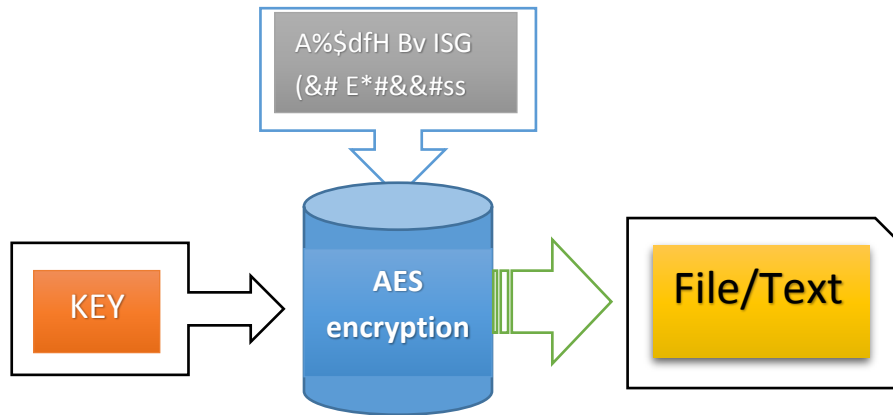 A%$dfH Bv ISG
(&# E*#&&#ss
KEY
AES
encryption
File/Text